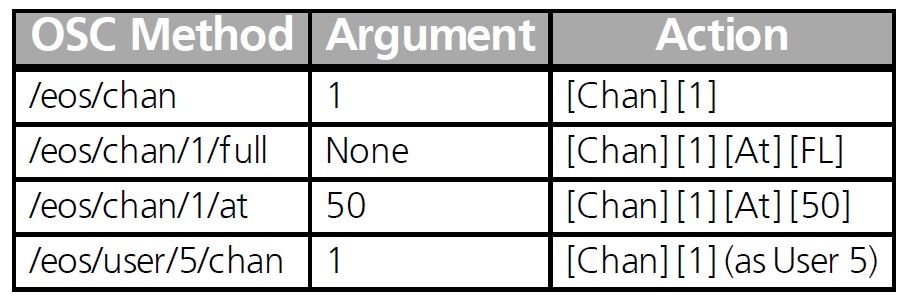 OSC Method Argument Action
/eos/chan 1 [Chan] [1]
/eos/chan/1/full None [Chan] [1] [At] [FL]
/eos/chan/1/at 50 [Chan] [1] [At] [50]
/eos/user/5/chan 1 [Chan] [1] (as User 5)